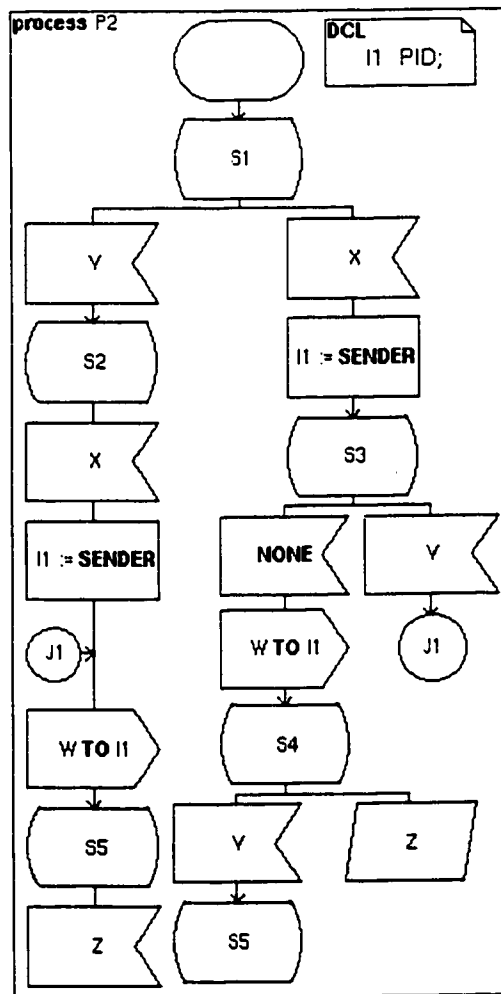 process P2
DCL
I1 PID;
S1
Y
X
S2
I1 := SENDER
X
S3
I1 := SENDER
NONE
Y
J1
W TO I1
J1
W TO I1
S4
S5
Y
Z
Z
S5